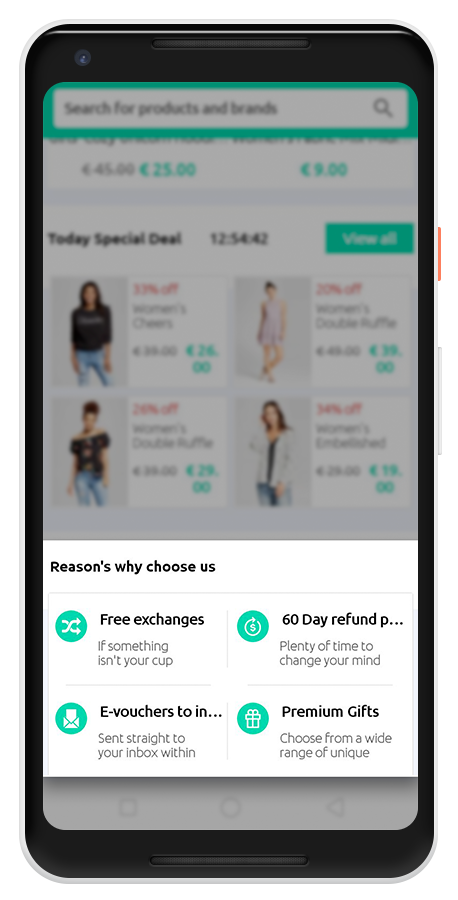 Search for products and brands
€ 45.00 € 25.00
€ 9.00
Today Special Deal 12:54:42 View all
33% off
Women's
Cheers
€ 39.00 € 26.
00
20% off
Women's
Double Ruffle
€ 49.00 € 39.
00
26% off
Women's
Double Ruffle
€ 39.00 € 29.
00
34% off
Women's
Embellished
€ 29.00 € 19.
00
Reason's why choose us
Free exchanges
If something
isn't your cup
60 Day refund p...
Plenty of time to
change your mind
E-vouchers to in...
Sent straight to
your inbox within
Premium Gifts
Choose from a wide
range of unique